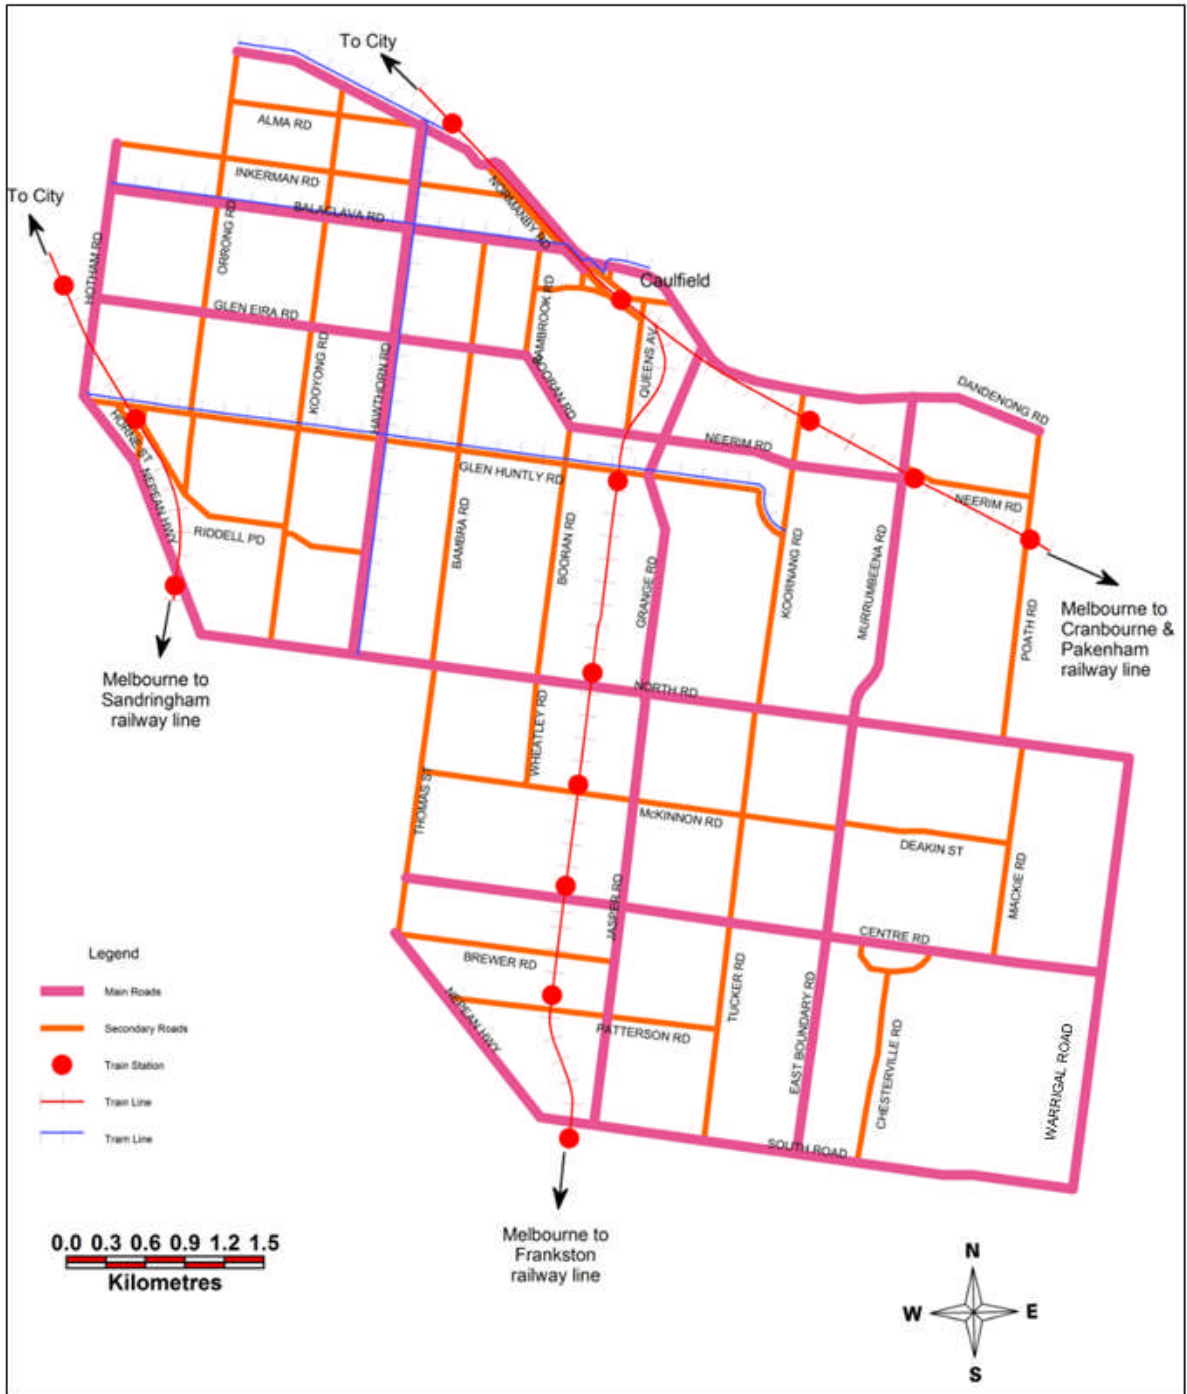 To City
ALMA RD
INKERMAN RD
NORMANBY RD
To City
BALACLAVA RD
ORRONG RD
HOTHAM RD
Caulfield
GLEN EIRA RD
KAMBROOK RD
KOOYONG RD
HAWTHORN RD
BOORAN RD
QUEENS AV
DANDENONG RD
NEERIM RD
HORNE ST
GLEN HUNTLY RD
NEPEAN HWY
NEERIM RD
RIDDELL PD
BAMBRA RD
BOORAN RD
GRANGE RD
KOORNANG RD
MURRUMBEENA RD
POATH RD
Melbourne to
Cranbourne &
Pakenham
railway line
Melbourne to
Sandringham
railway line
NORTH RD
WHEATLEY RD
THOMAS ST
McKINNON RD
DEAKIN ST
MACKIE RD
JASPER RD
CENTRE RD
BREWER RD
TUCKER RD
EAST BOUNDARY RD
NEPEAN HWY
PATTERSON RD
CHESTERVILLE RD
WARRIGAL ROAD
SOUTH ROAD
Legend
Main Roads
Secondary Roads
Train Station
Train Line
Tram Line
Melbourne to
Frankston
railway line
0.0 0.3 0.6 0.9 1.2 1.5
Kilometres
N
W E
S